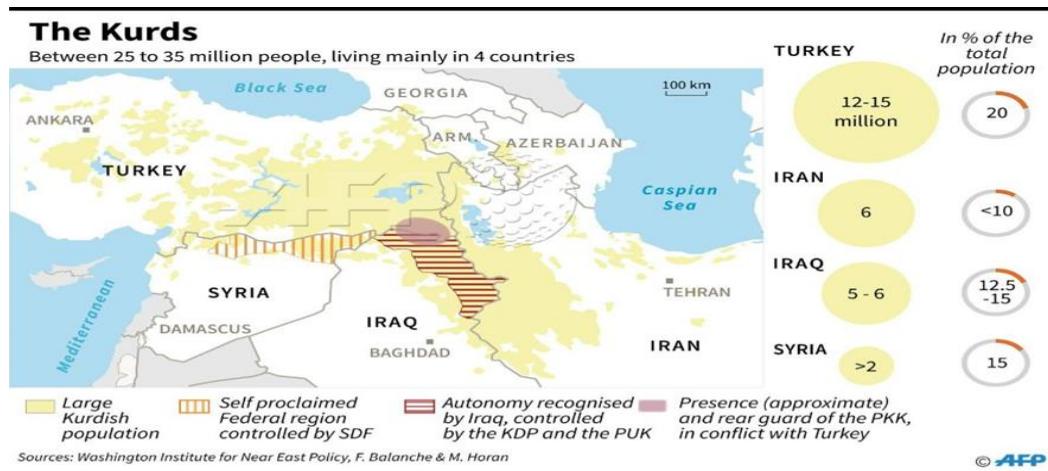 The Kurds
Between 25 to 35 million people, living mainly in 4 countries
Black Sea
GEORGIA
100 km
ANKARA
ARM.
AZERBAIJAN
TURKEY
Caspian
Sea
AFP
SYRIA
TEHRAN
Mediterranean
DAMASCUS
IRAQ
BAGHDAD
IRAN
TURKEY
In % of the
total
population
12-15
million
20
IRAN
6
<10
IRAQ
5 - 6
12.5
-15
SYRIA
>2
15
Large
Kurdish
population
Self proclaimed
Federal region
controlled by SDF
Autonomy recognised
by Iraq, controlled
by the KDP and the PUK
Presence (approximate)
and rear guard of the PKK,
in conflict with Turkey
Sources: Washington Institute for Near East Policy, F. Balanche & M. Horan
© AFP